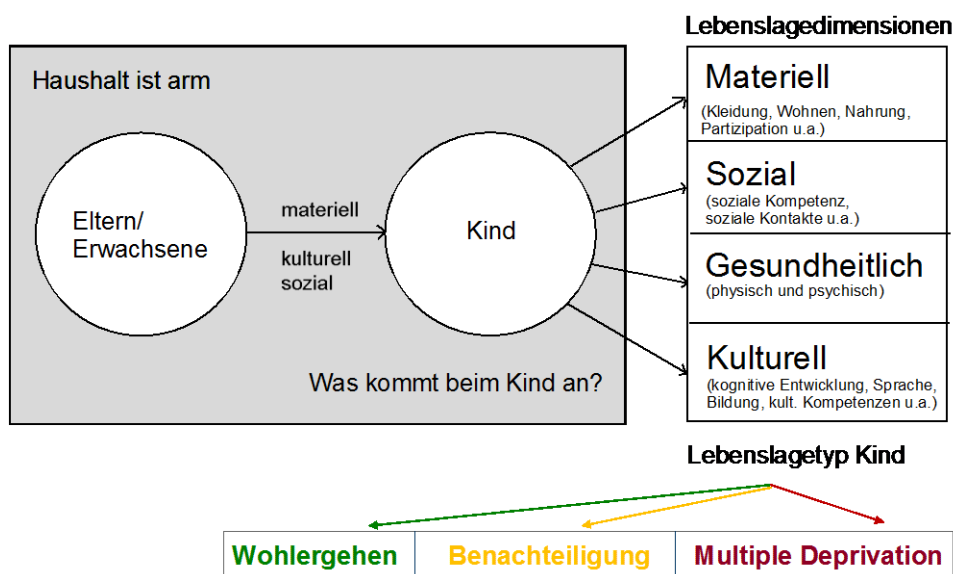 Lebenslagedimensionen
Haushalt ist arm
Eltern/
Erwachsene
materiell
kulturell
sozial
Kind
Was kommt beim Kind an?
Materiell
(Kleidung, Wohnen, Nahrung,
Partizipation u.a.)
Sozial
(soziale Kompetenz,
soziale Kontakte u.a.)
Gesundheitlich
(physisch und psychisch)
Kulturell
(kognitive Entwicklung, Sprache,
Bildung, kult. Kompetenzen u.a.)
Lebenslagetyp Kind
Wohlergehen
Benachteiligung
Multiple Deprivation